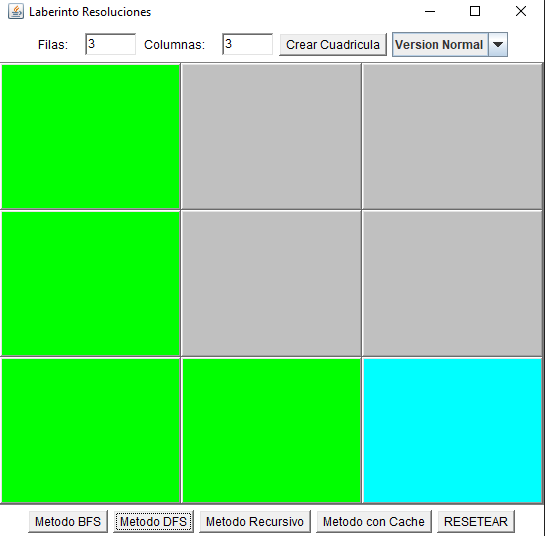 Laberinto Resoluciones
Filas: 3 Columnas: 3 Crear Cuadricula Version Normal
Metodo BFS Metodo DFS Metodo Recursivo Metodo con Cache RESETEAR